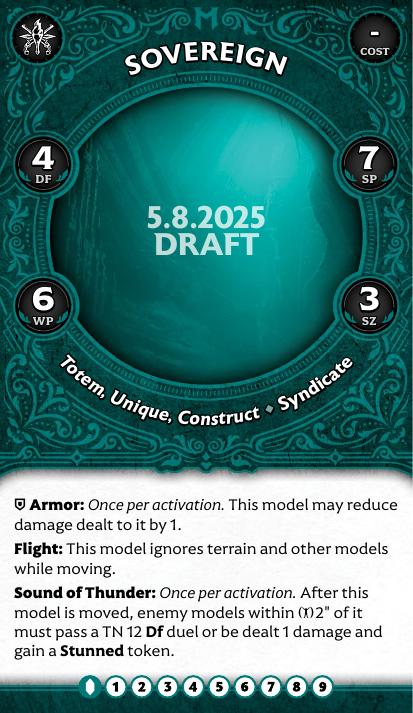 SOVEREIGN
-
COST
4
DF
7
SP
5.8.2025
DRAFT
6
WP
3
SZ
Totem, Unique, Construct ◆ Syndicate
Armor: Once per activation. This model may reduce
damage dealt to it by 1.
Flight: This model ignores terrain and other models
while moving.
Sound of Thunder: Once per activation. After this
model is moved, enemy models within 2" of it
must pass a TN 12 Df duel or be dealt 1 damage and
gain a Stunned token.
1 2 3 4 5 6 7 8 9